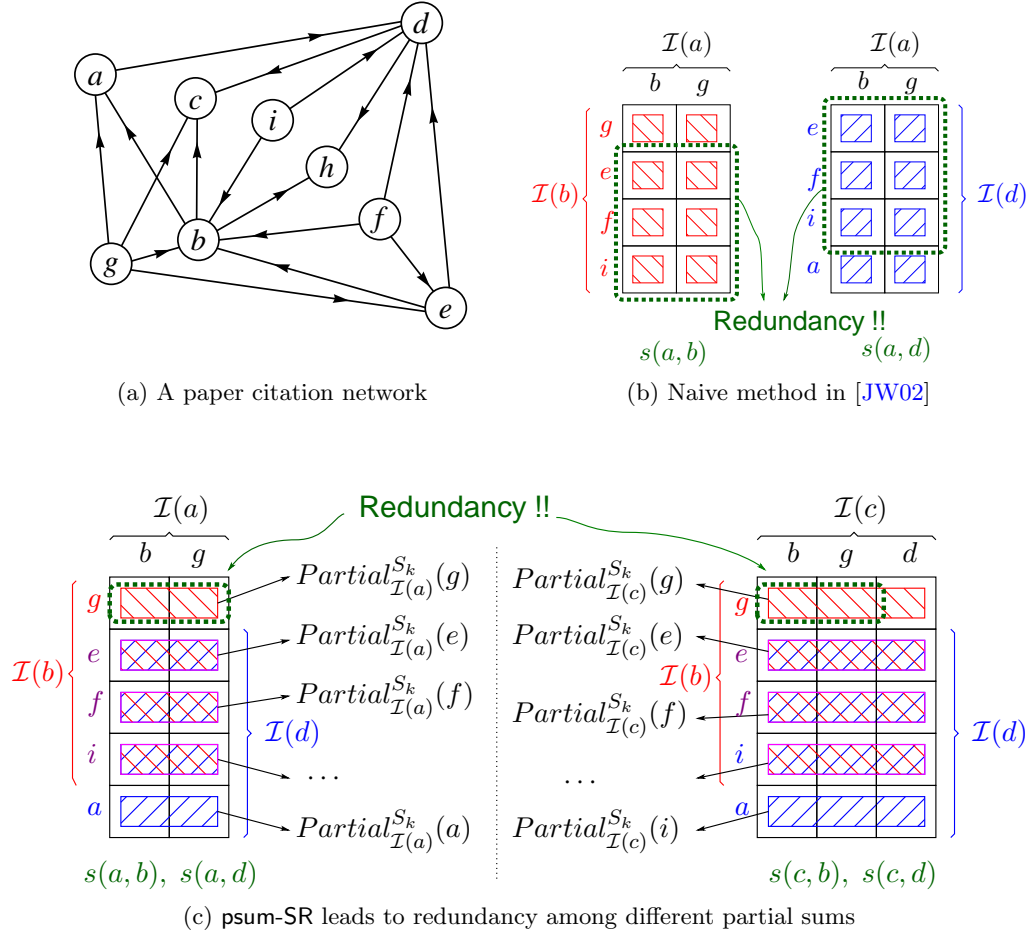 d
a
c
i
h
f
b
g
e
(a) A paper citation network
I(a)
b g
I(b)
g
e
f
i
I(a)
b g
e
f
i
a
I(d)
Redundancy !!
s(a, b)
s(a, d)
(b) Naive method in [JW02]
Redundancy !!
I(a)
b g
I(b)
g
e
f
i
a
I(d)
Partial^{S_k}_{I(a)}(g)
Partial^{S_k}_{I(a)}(e)
Partial^{S_k}_{I(a)}(f)
...
Partial^{S_k}_{I(a)}(a)
s(a, b), s(a, d)
I(c)
b g d
Partial^{S_k}_{I(c)}(g)
Partial^{S_k}_{I(c)}(e)
Partial^{S_k}_{I(c)}(f)
...
Partial^{S_k}_{I(c)}(i)
I(b)
g
e
f
i
a
I(d)
s(c, b), s(c, d)
(c) psum-SR leads to redundancy among different partial sums